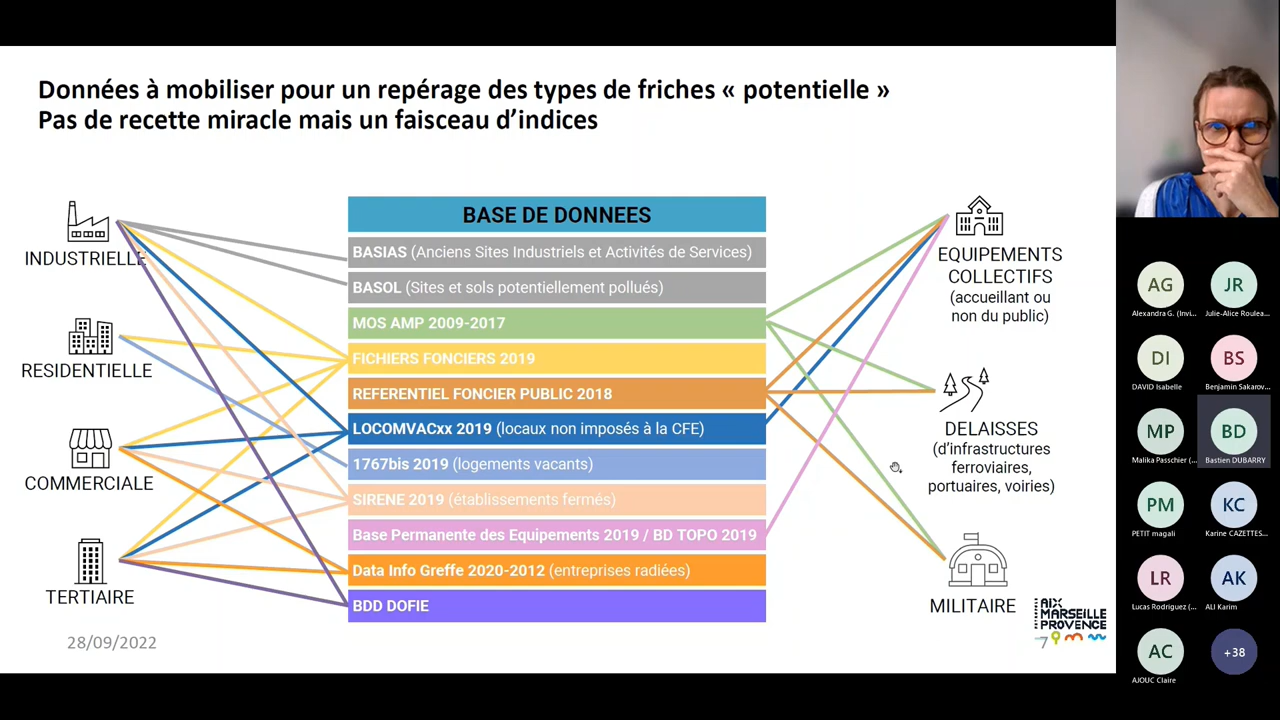 Données à mobiliser pour un repérage des types de friches « potentielle »
Pas de recette miracle mais un faisceau d’indices
INDUSTRIELLE
RESIDENTIELLE
COMMERCIALE
TERTIAIRE
BASE DE DONNEES
BASIAS (Anciens Sites Industriels et Activités de Services)
BASOL (Sites et sols potentiellement pollués)
MOS AMP 2009-2017
FICHIERS FONCIERS 2019
REFERENTIEL FONCIER PUBLIC 2018
LOCOMVACxx 2019 (locaux non imposés à la CFE)
1767bis 2019 (logements vacants)
SIRENE 2019 (établissements fermés)
Base Permanente des Equipements 2019 / BD TOPO 2019
Data Info Greffe 2020-2012 (entreprises radiées)
BDD DOFIE
EQUIPEMENTS
COLLECTIFS
(accueillant ou
non du public)
DELAISSES
(d’infrastructures
ferroviaires,
portuaires, voiries)
MILITAIRE
28/09/2022
AIX
MARSEILLE
PROVENCE
7
AG
Alexandra G. (Invi...
JR
Julie-Alice Roulea...
DI
DAVID Isabelle
BS
Benjamin Sakarov...
MP
Malika Passchier (...
BD
Bastien DUBARRY
PM
PETIT magali
KC
Karine CAZETTES...
LR
Lucas Rodriguez (...
AK
ALI Karim
AC
AJOUC Claire
+38